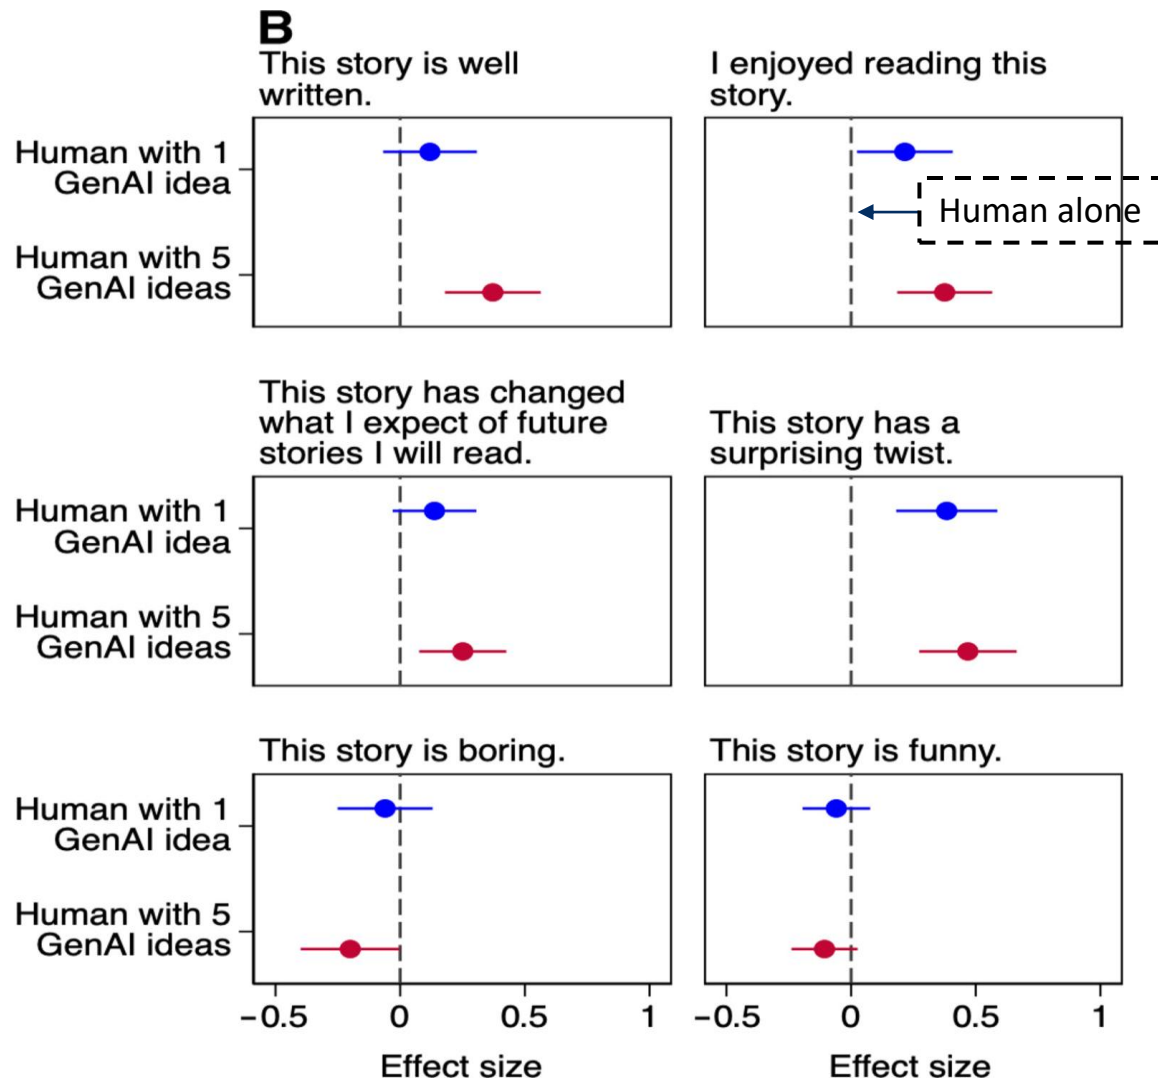 B
This story is well
written.
I enjoyed reading this
story.
Human with 1
GenAI idea
Human alone
Human with 5
GenAI ideas
This story has changed
what I expect of future
stories I will read.
This story has a
surprising twist.
Human with 1
GenAI idea
Human with 5
GenAI ideas
This story is boring.
This story is funny.
Human with 1
GenAI idea
Human with 5
GenAI ideas
−0.5 0 0.5 1
−0.5 0 0.5 1
Effect size
Effect size